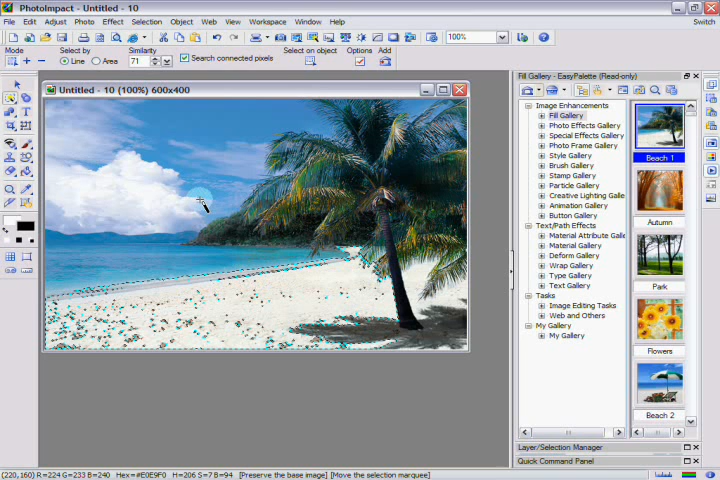 PhotoImpact - Untitled - 10
File Edit Adjust Photo Effect Selection Object Web View Workspace Window Help
Switch
100%
Mode Select by Similarity Select on object Options Add
Line Area 71 Search connected pixels
Untitled - 10 (100%) 600x400
Fill Gallery - EasyPalette (Read-only)
Image Enhancements
Fill Gallery
Photo Effects Gallery
Special Effects Gallery
Photo Frame Gallery
Style Gallery
Brush Gallery
Stamp Gallery
Particle Gallery
Creative Lighting Galle
Animation Gallery
Button Gallery
Text/Path Effects
Material Attribute Galle
Material Gallery
Deform Gallery
Wrap Gallery
Type Gallery
Text Gallery
Tasks
Image Editing Tasks
Web and Others
My Gallery
My Gallery
Beach 1
Autumn
Park
Flowers
Beach 2
Layer/Selection Manager
Quick Command Panel
(220,160) R=224 G=233 B=240 Hex=#E0E9F0 H=206 S=7 B=94 [Preserve the base image] [Move the selection marquee]